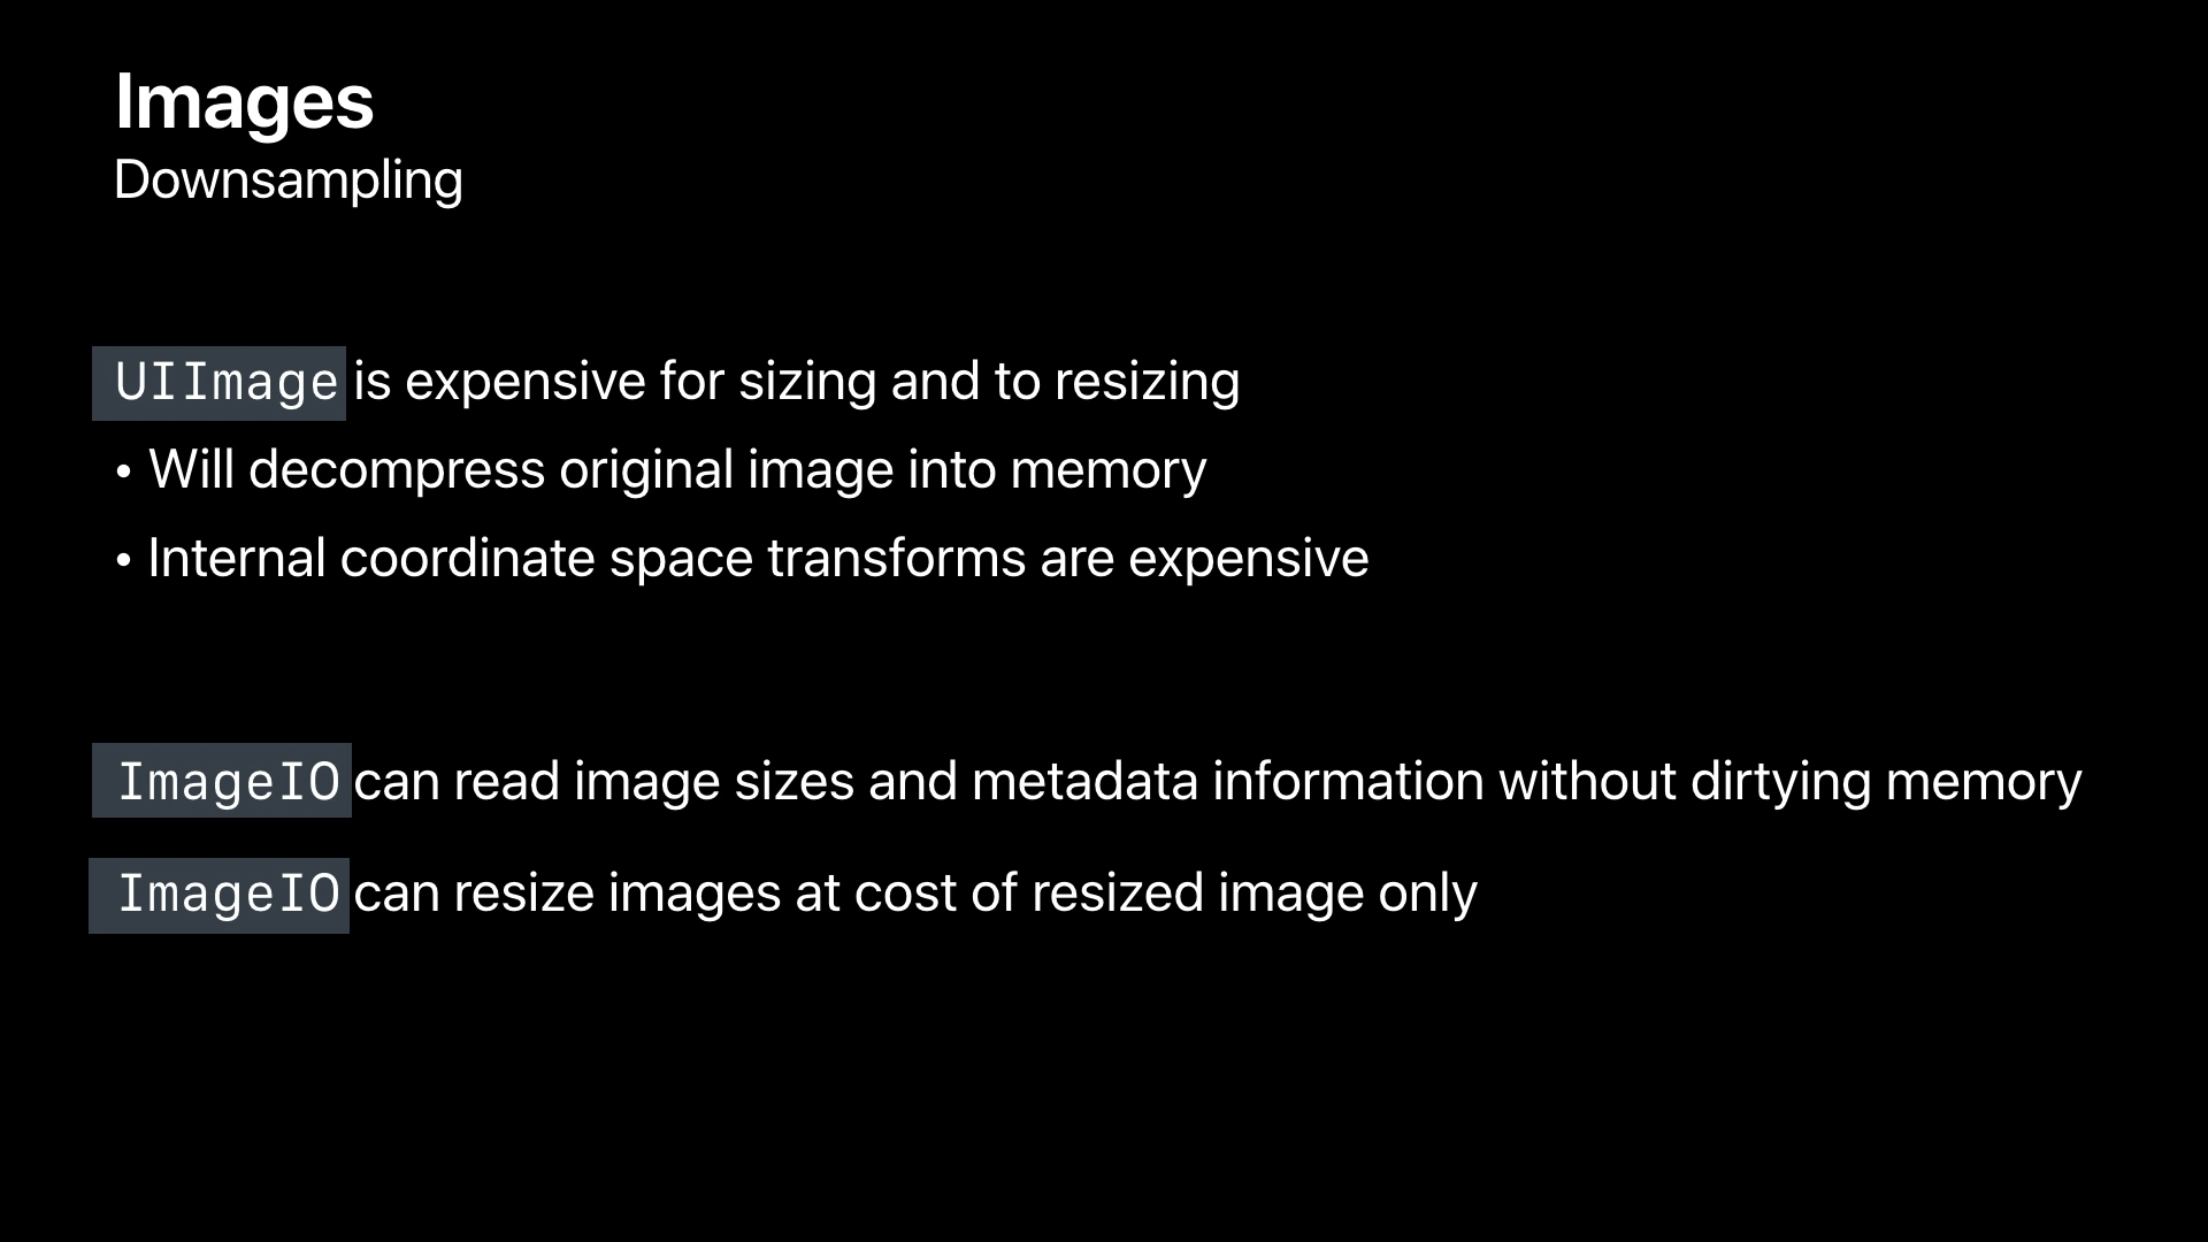 Images
Downsampling
UIImage is expensive for sizing and to resizing
• Will decompress original image into memory
• Internal coordinate space transforms are expensive
ImageIO can read image sizes and metadata information without dirtying memory
ImageIO can resize images at cost of resized image only